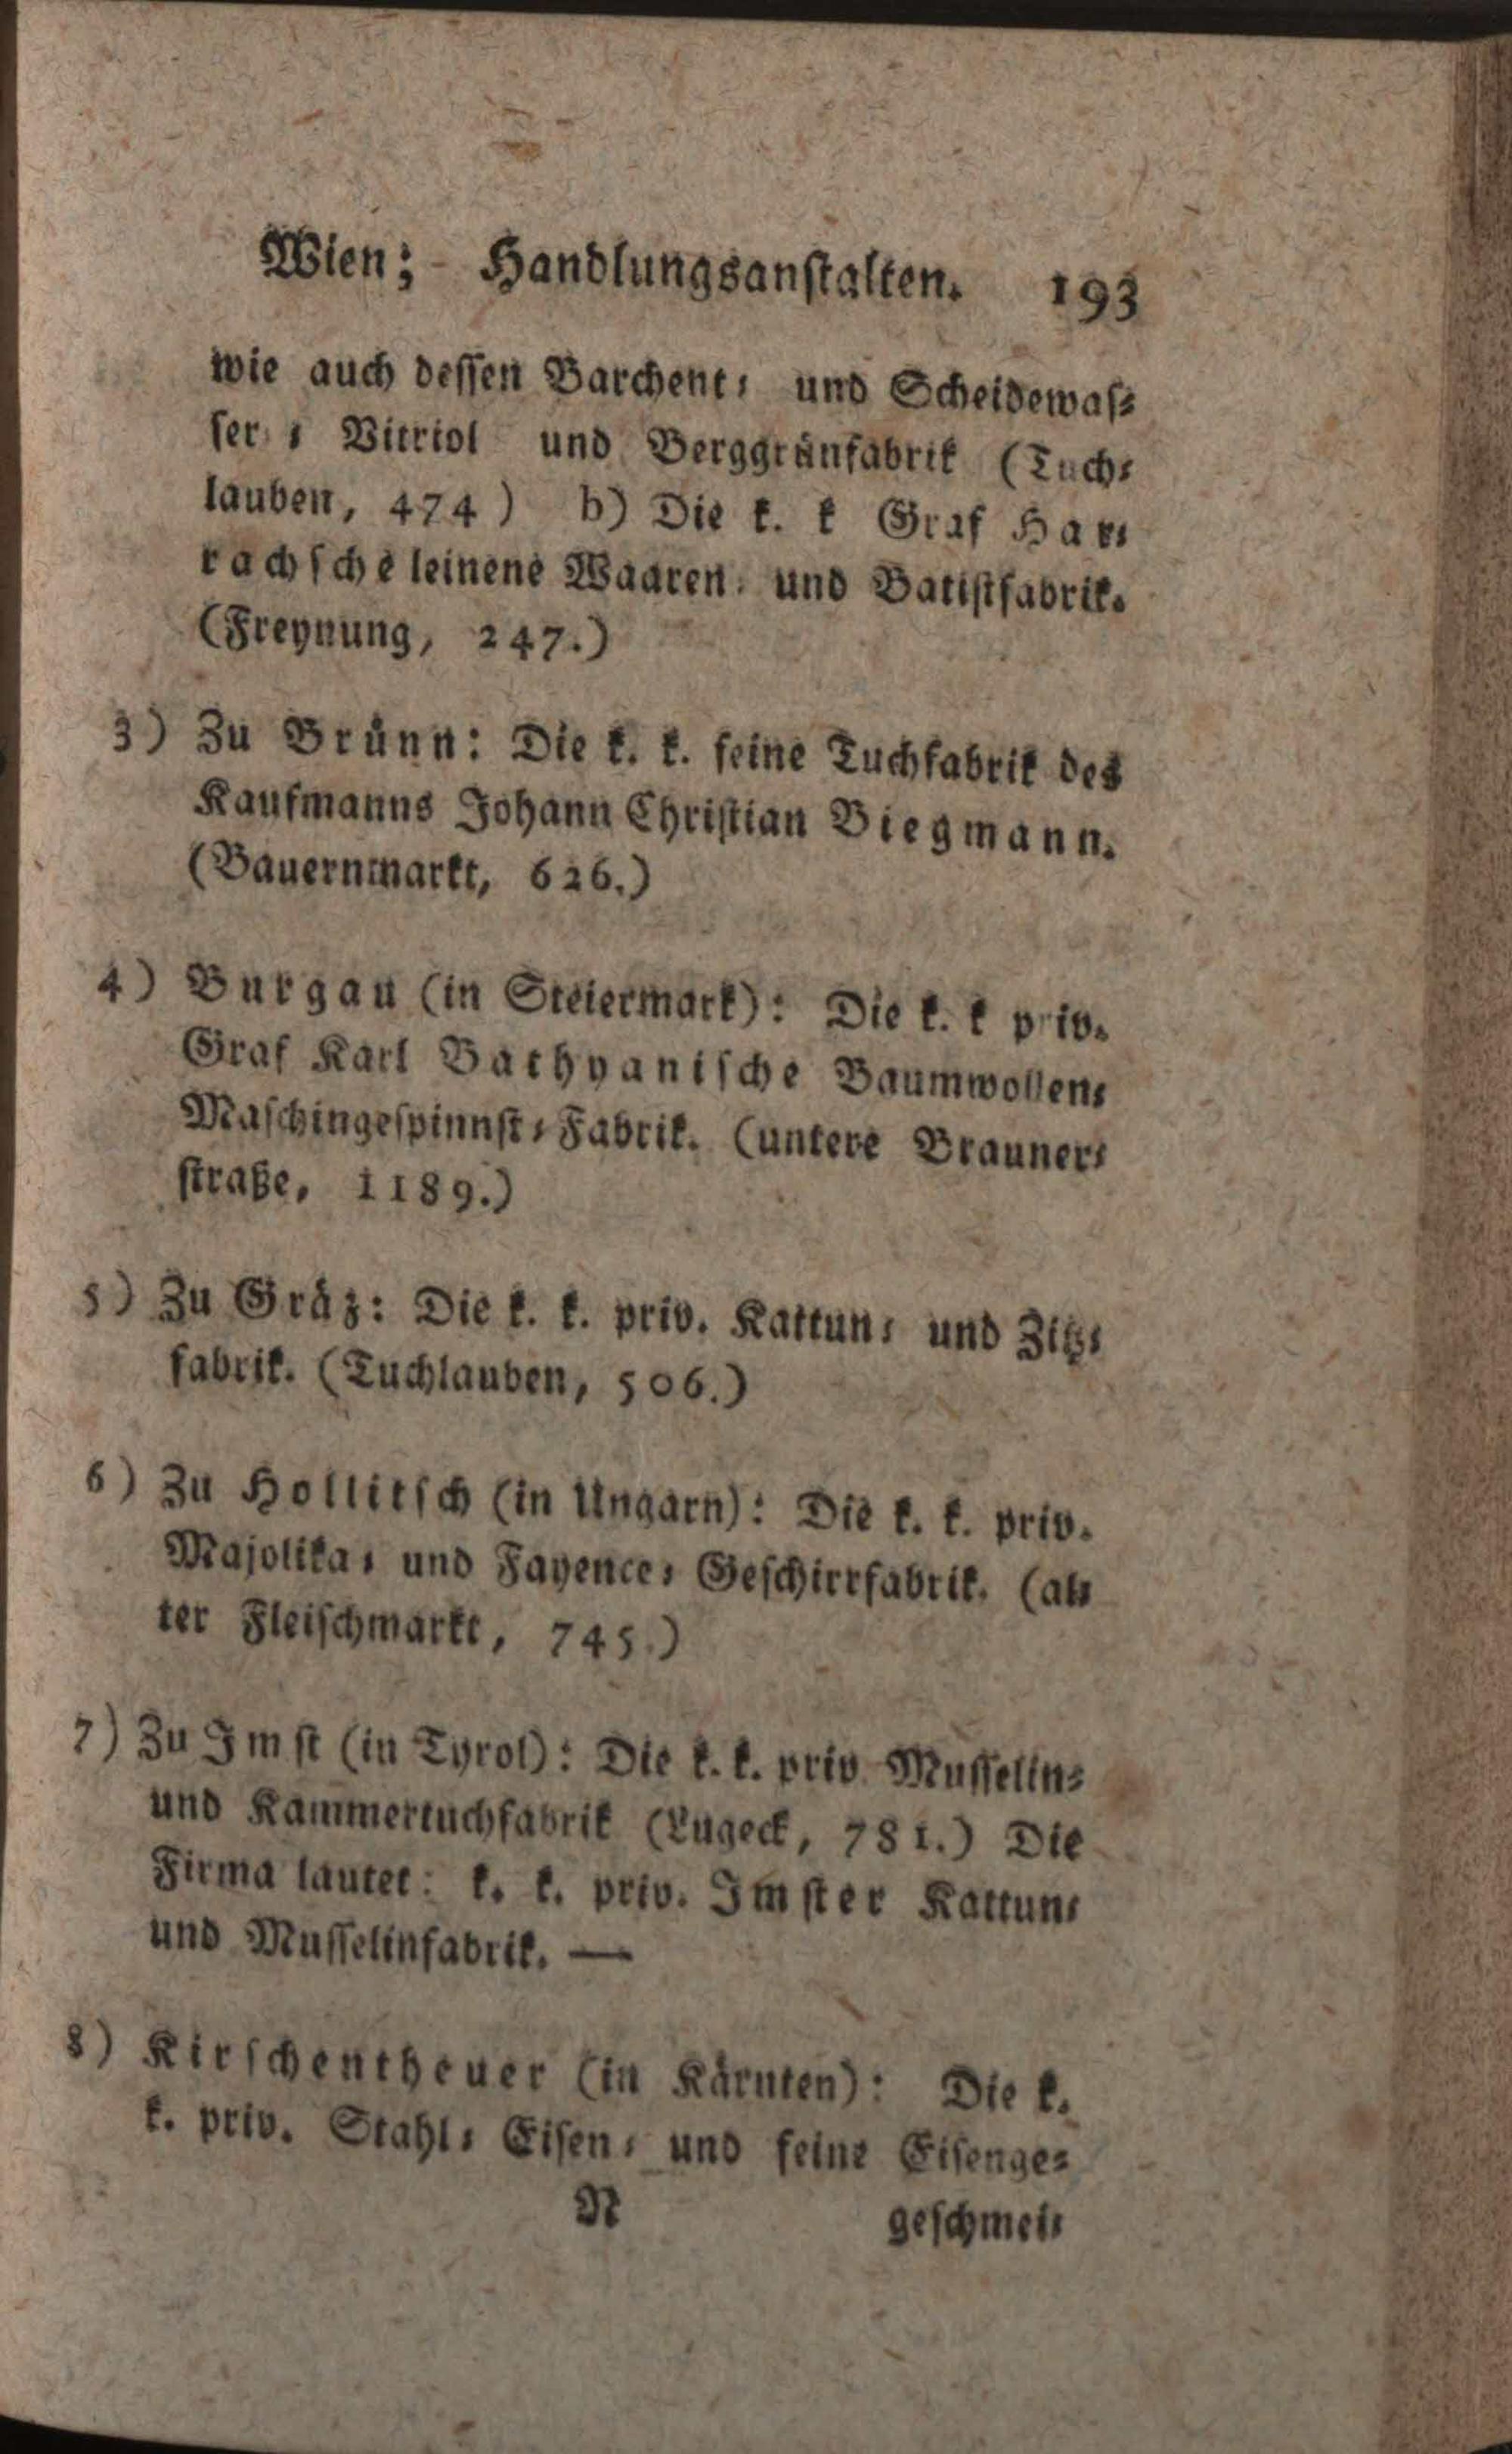 Wien; Handlungsanstalten. 193
wie auch dessen Barchent- und Scheidewas-
ser- Vitriol und Berggrünfabrik (Tuch-
lauben, 474) b) Die k. k Graf Har-
rachsche leinene Waaren- und Batistfabrik.
(Freynung, 247.)
3) Zu Brünn: Die k. k. feine Tuchfabrik des
Kaufmanns Johann Christian Biegmann.
(Bauernmarkt, 626.)
4) Burgau (in Steiermark): Die k. k priv.
Graf Karl Bathyanische Baumwollen-
Maschingespinnst-Fabrik. (untere Brauner-
straße, 1189.)
5) Zu Gräz: Die k. k. priv. Kattun- und Zitz-
fabrik. (Tuchlauben, 506.)
6) Zu Hollitsch (in Ungarn): Die k. k. priv.
Majolika- und Fayence- Geschirrfabrik. (al-
ter Fleischmarkt, 745.)
7) Zu Imst (in Tyrol): Die k. k. priv Musselin-
und Kammertuchfabrik (Lugeck, 781.) Die
Firma lautet: k. k. priv. Imster Kattun-
und Musselinfabrik. —
8) Kirschentheuer (in Kärnten): Die k.
k. priv. Stahl- Eisen- und feine Eisenge-
N geschmei-